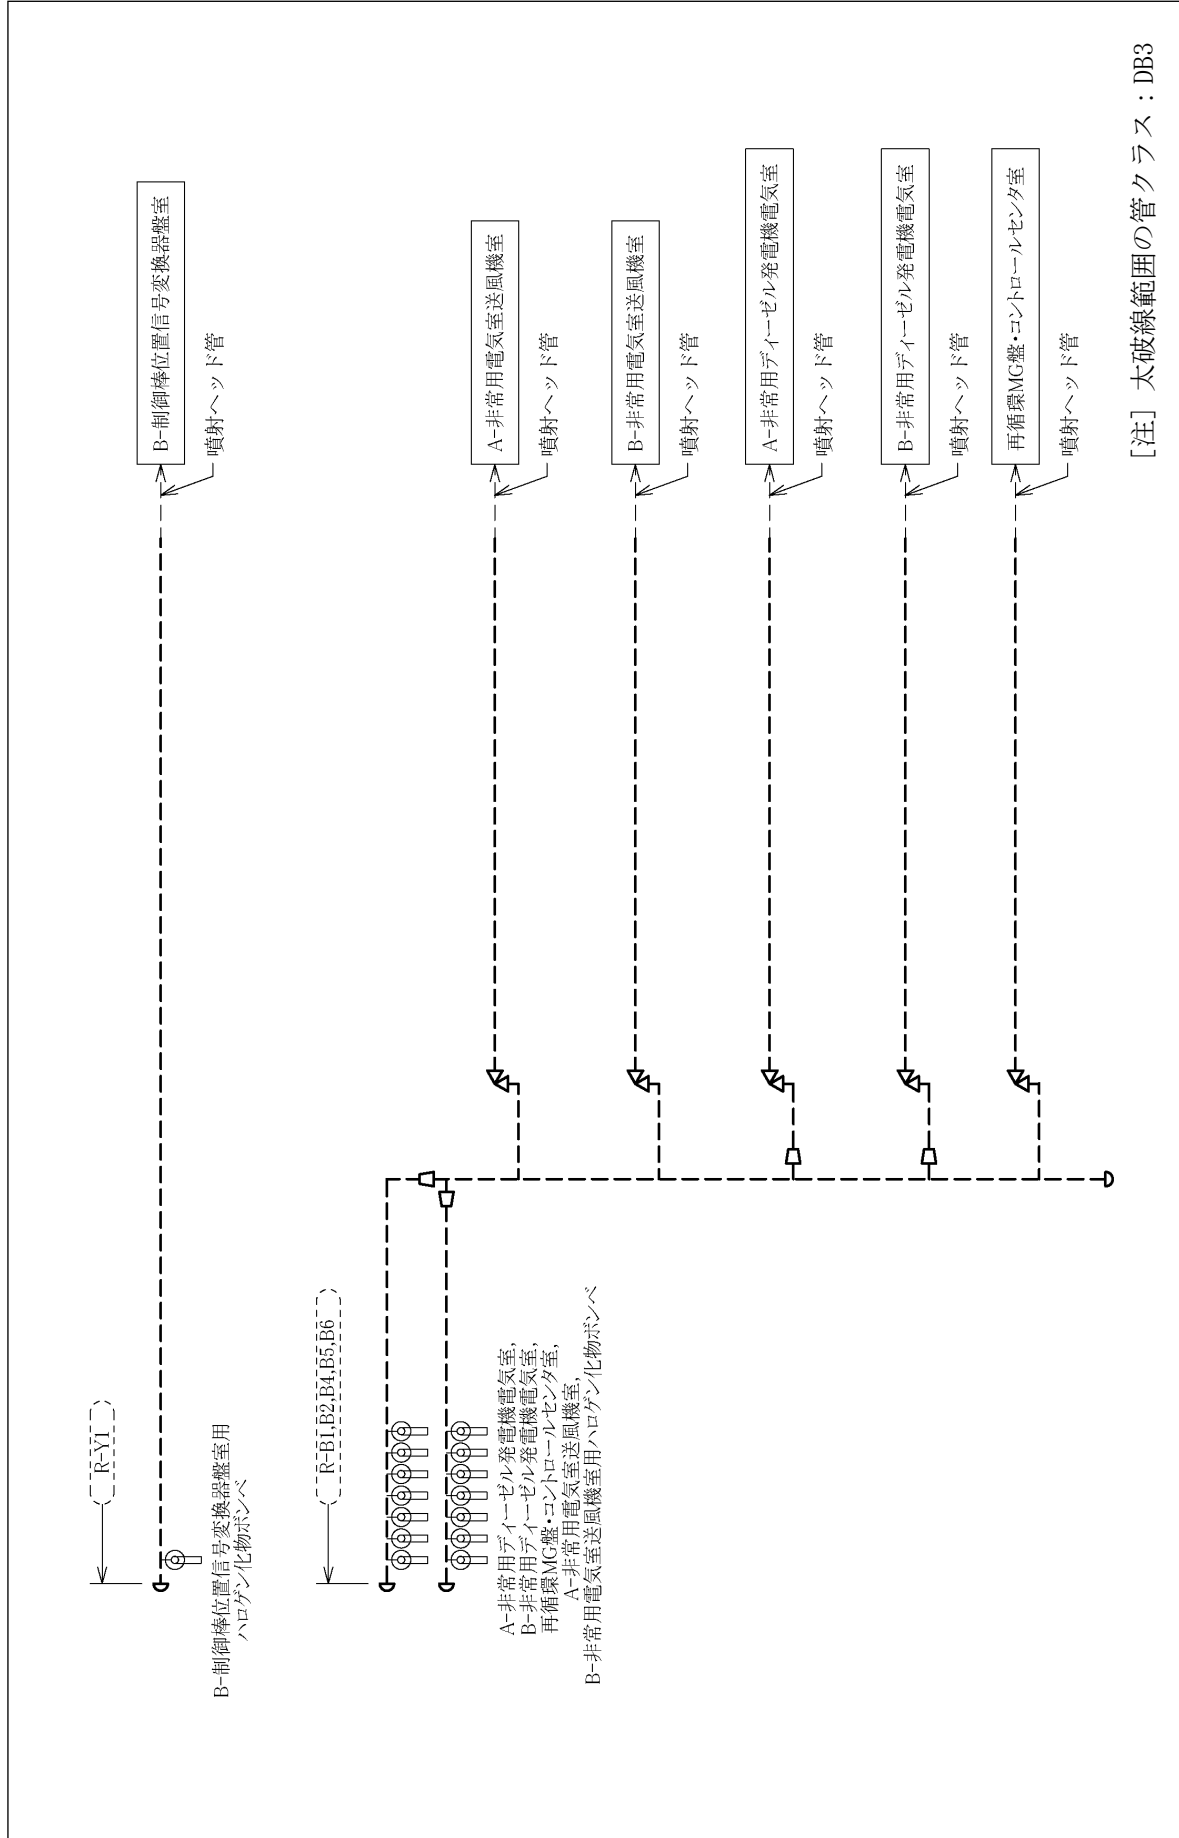 R-Y1
B-制御棒位置信号変換器盤室用
ハロゲン化物ボンベ
B-制御棒位置信号変換器盤室
噴射ヘッド管
R-B1,B2,B4,B5,B6
A-非常用ディーゼル発電機電気室,
B-非常用ディーゼル発電機電気室,
再循環MG盤・コントロールセンタ室,
A-非常用電気室送風機室,
B-非常用電気室送風機室用ハロゲン化物ボンベ
A-非常用電気室送風機室
噴射ヘッド管
B-非常用電気室送風機室
噴射ヘッド管
A-非常用ディーゼル発電機電気室
噴射ヘッド管
B-非常用ディーゼル発電機電気室
噴射ヘッド管
再循環MG盤・コントロールセンタ室
噴射ヘッド管
[注] 太破線範囲の管クラス：DB3